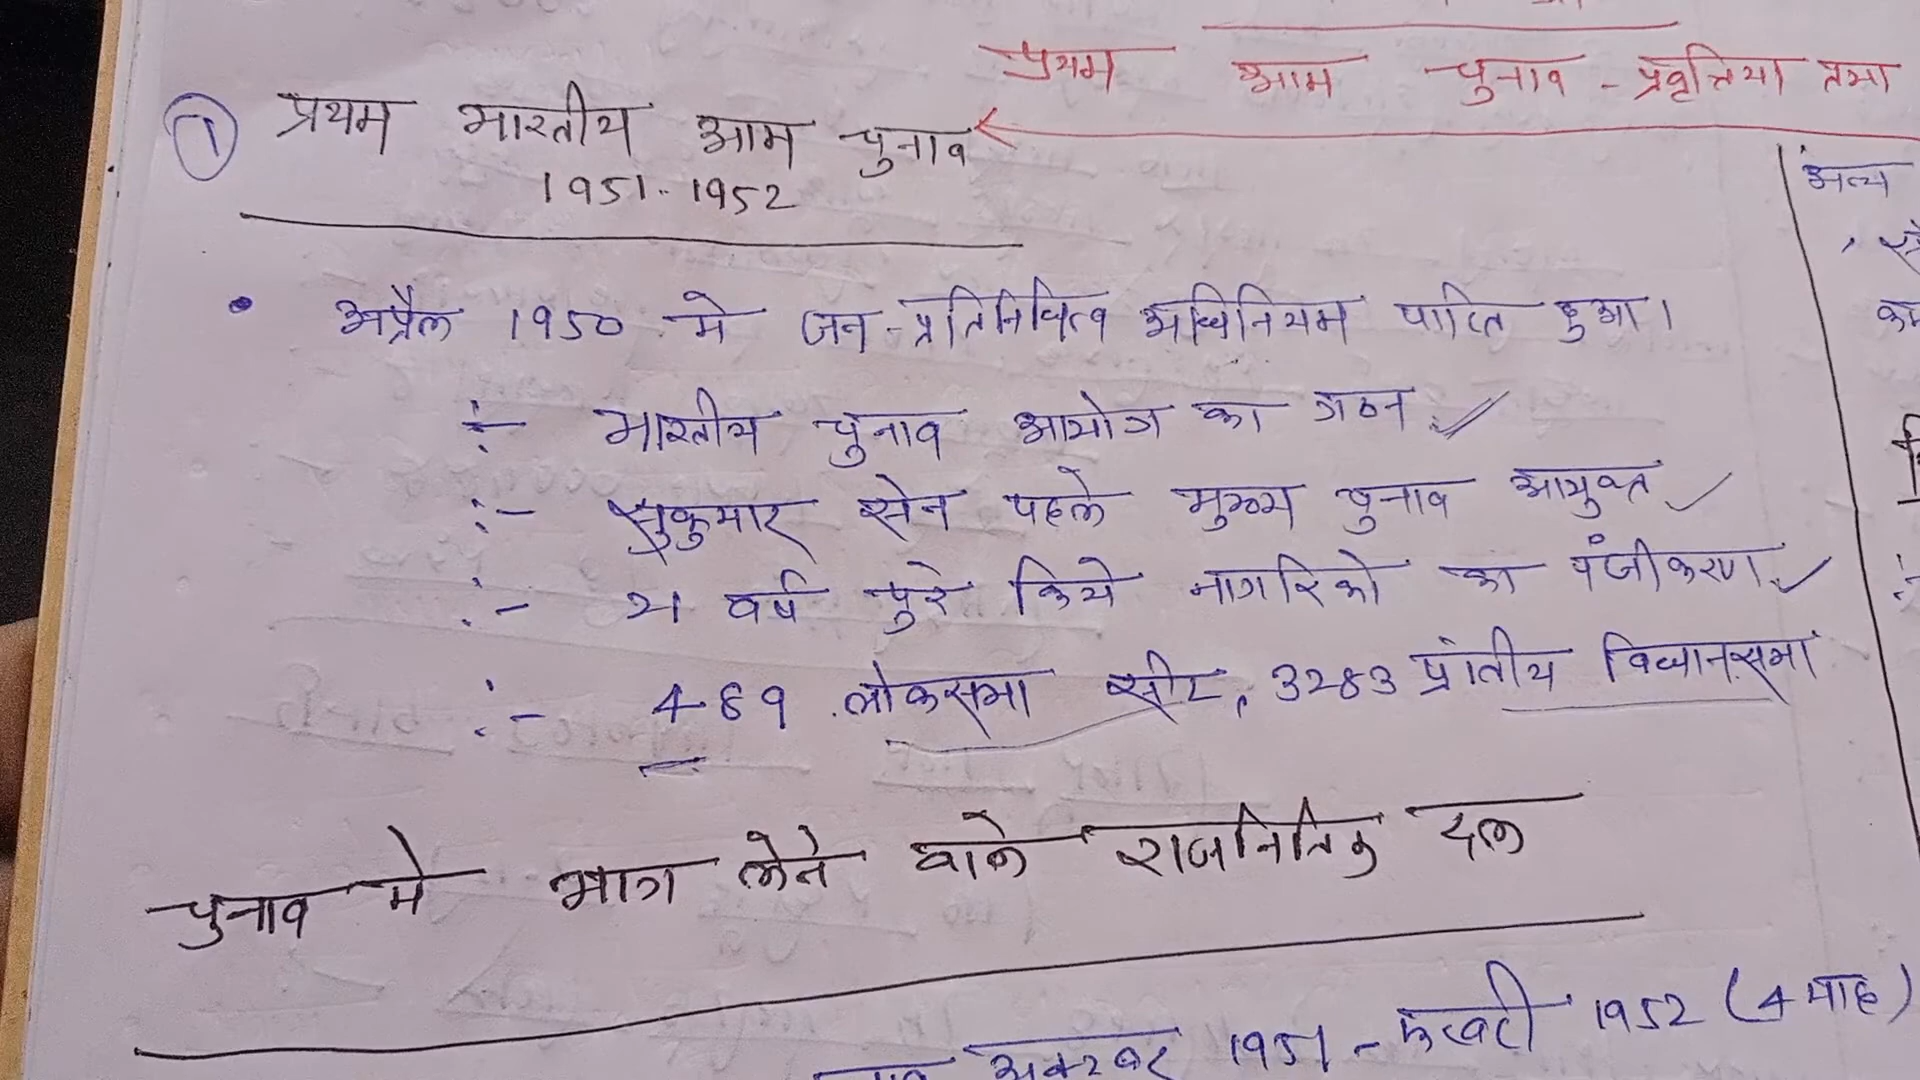 प्रथम आम चुनाव - प्रवृत्तिया तथा
① प्रथम भारतीय आम चुनाव
1951-1952
• अप्रैल 1950 मे जन-प्रतिनिधित्व अधिनियम पारित हुआ।
:- भारतीय चुनाव आयोग का गठन
:- सुकुमार सेन पहले मुख्य चुनाव आयुक्त
:- 21 वर्ष पुरे किये नागरिको का पंजीकरण
:- 489 लोकसभा सीट, 3283 प्रांतीय विधानसभा
चुनाव मे भाग लेने वाले राजनितिक दल
अक्टूबर 1951 - फरवरी 1952 (4 माह)
अन्य